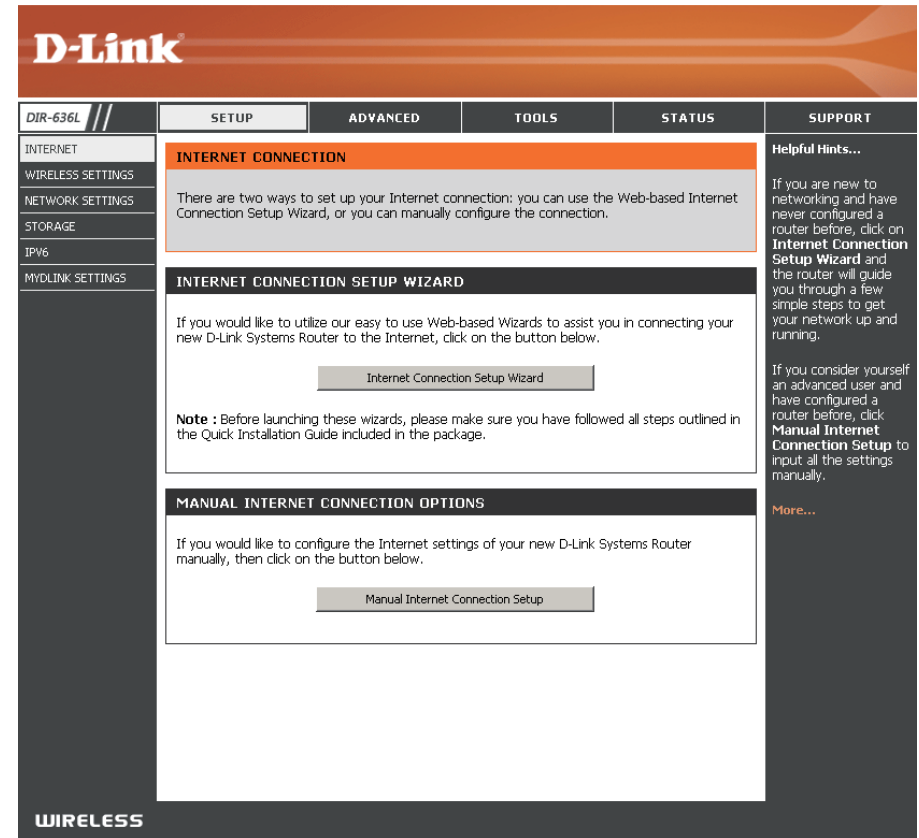 D-Link®
DIR-636L
SETUP
ADVANCED
TOOLS
STATUS
SUPPORT
INTERNET
WIRELESS SETTINGS
NETWORK SETTINGS
STORAGE
IPV6
MYDLINK SETTINGS
INTERNET CONNECTION
There are two ways to set up your Internet connection: you can use the Web-based Internet
Connection Setup Wizard, or you can manually configure the connection.
INTERNET CONNECTION SETUP WIZARD
If you would like to utilize our easy to use Web-based Wizards to assist you in connecting your
new D-Link Systems Router to the Internet, click on the button below.
Internet Connection Setup Wizard
Note : Before launching these wizards, please make sure you have followed all steps outlined in
the Quick Installation Guide included in the package.
MANUAL INTERNET CONNECTION OPTIONS
If you would like to configure the Internet settings of your new D-Link Systems Router
manually, then click on the button below.
Manual Internet Connection Setup
Helpful Hints...
If you are new to
networking and have
never configured a
router before, click on
Internet Connection
Setup Wizard and
the router will guide
you through a few
simple steps to get
your network up and
running.
If you consider yourself
an advanced user and
have configured a
router before, click
Manual Internet
Connection Setup to
input all the settings
manually.
More...
WIRELESS